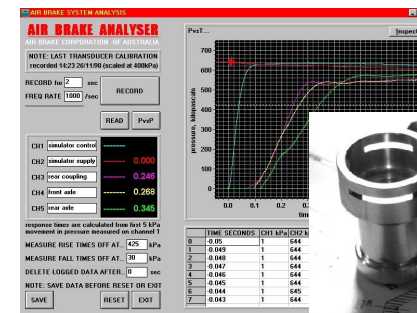 AIR BRAKE SYSTEM ANALYSIS
AIR BRAKE ANALYSER
AIR BRAKE CORPORATION OF AUSTRALIA
NOTE: LAST TRANSDUCER CALIBRATION
recorded 14:23 26/11/98 (scaled at 400kPa)
RECORD for 2 sec
FREQ RATE 1000 /sec
RECORD
READ PvsP
CH1 simulator control -------
CH2 simulator supply ------- 0.000
CH3 rear coupling ------- 0.246
CH4 front axle ------- 0.268
CH5 rear axle ------- 0.345
response times are calculated from first 5 kPa
movement in pressure measured on channel 1
MEASURE RISE TIMES OFF AT.. 425 kPa
MEASURE FALL TIMES OFF AT.. 30 kPa
DELETE LOGGED DATA AFTER.. 0 sec
NOTE: SAVE DATA BEFORE RESET OR EXIT
SAVE RESET EXIT
PvsT...
Inspect
pressure, kilopascals
700
600
500
400
300
200
100
0
0.0 0.1 0.2
TIME SECONDS CH1 kPa CH2
0 -0.05 1 644
1 -0.049 1 644
2 -0.048 1 644
3 -0.047 1 644
4 -0.046 1 644
5 -0.045 1 644
6 -0.044 1 645
7 -0.043 1 644